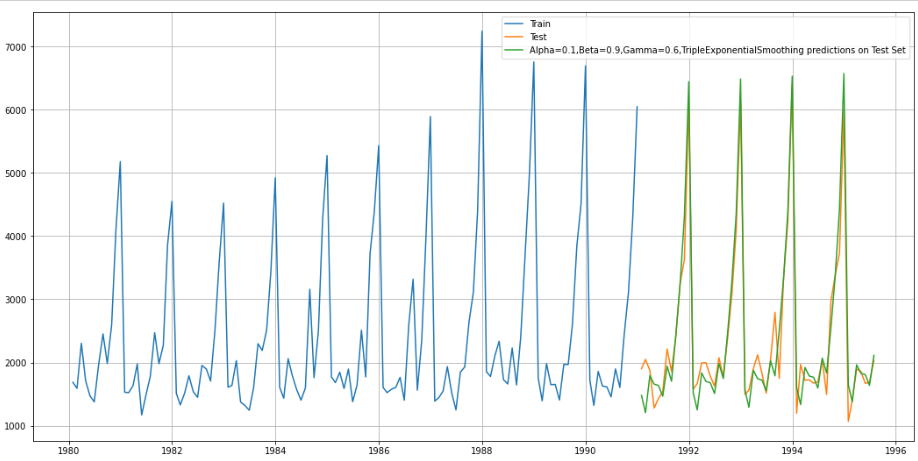 Train
Test
Alpha=0.1,Beta=0.9,Gamma=0.6,TripleExponentialSmoothing predictions on Test Set
7000
6000
5000
4000
3000
2000
1000
1980 1982 1984 1986 1988 1990 1992 1994 1996